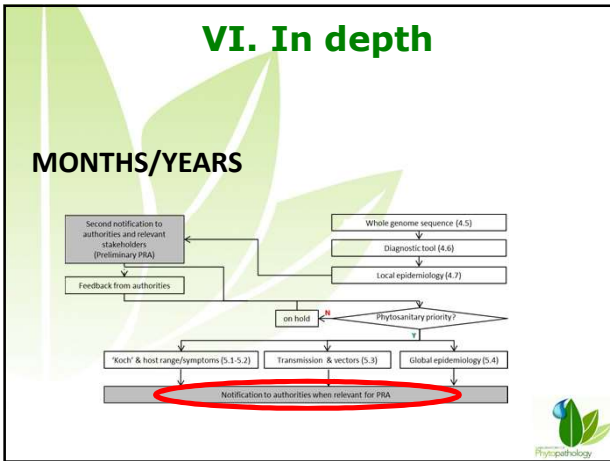 VI. In depth
MONTHS/YEARS
Second notification to
authorities and relevant
stakeholders
(Preliminary PRA)
Feedback from authorities
Whole genome sequence (4.5)
Diagnostic tool (4.6)
Local epidemiology (4.7)
on hold
N
Phytosanitary priority?
Y
'Koch' & host range/symptoms (5.1-5.2)
Transmission & vectors (5.3)
Global epidemiology (5.4)
Notification to authorities when relevant for PRA
Phytopathology